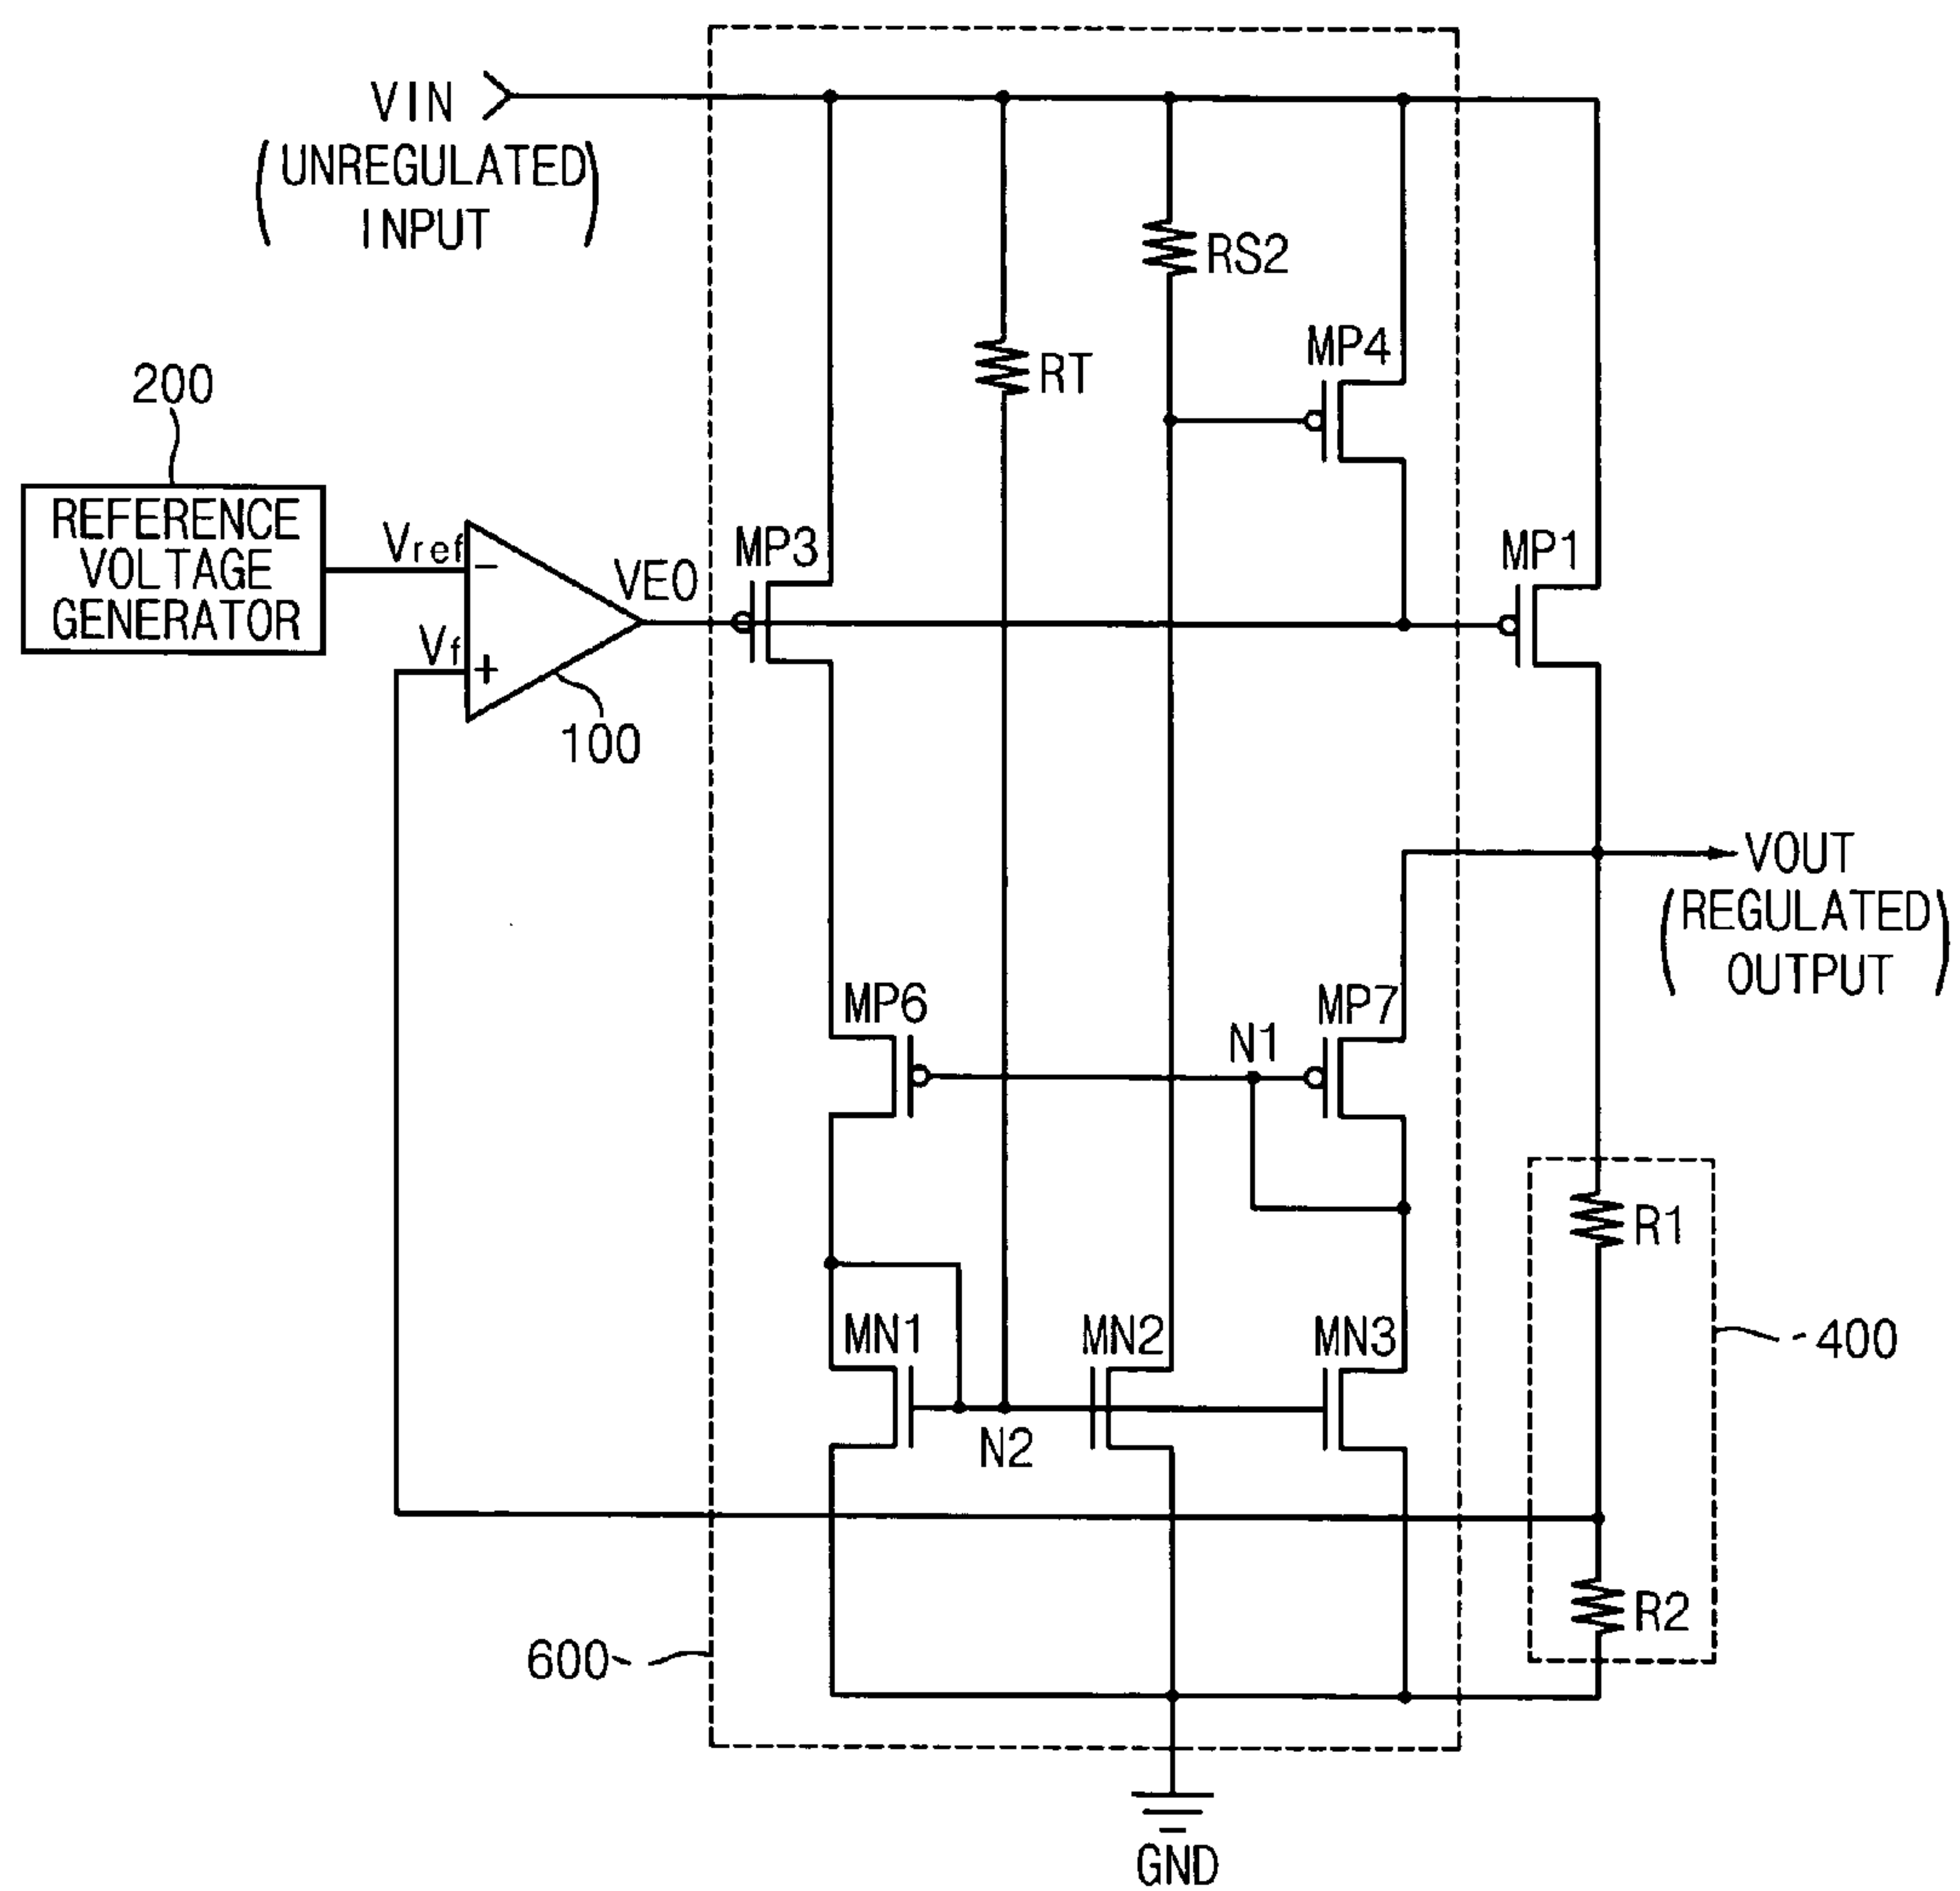 VIN
(UNREGULATED INPUT)
RS2
MP4
RT
200
REFERENCE
VOLTAGE
GENERATOR
Vref
-
Vf
+
VEO
100
MP3
MP1
VOUT
(REGULATED OUTPUT)
MP6
N1
MP7
R1
MN1
MN2
MN3
400
N2
R2
600
GND